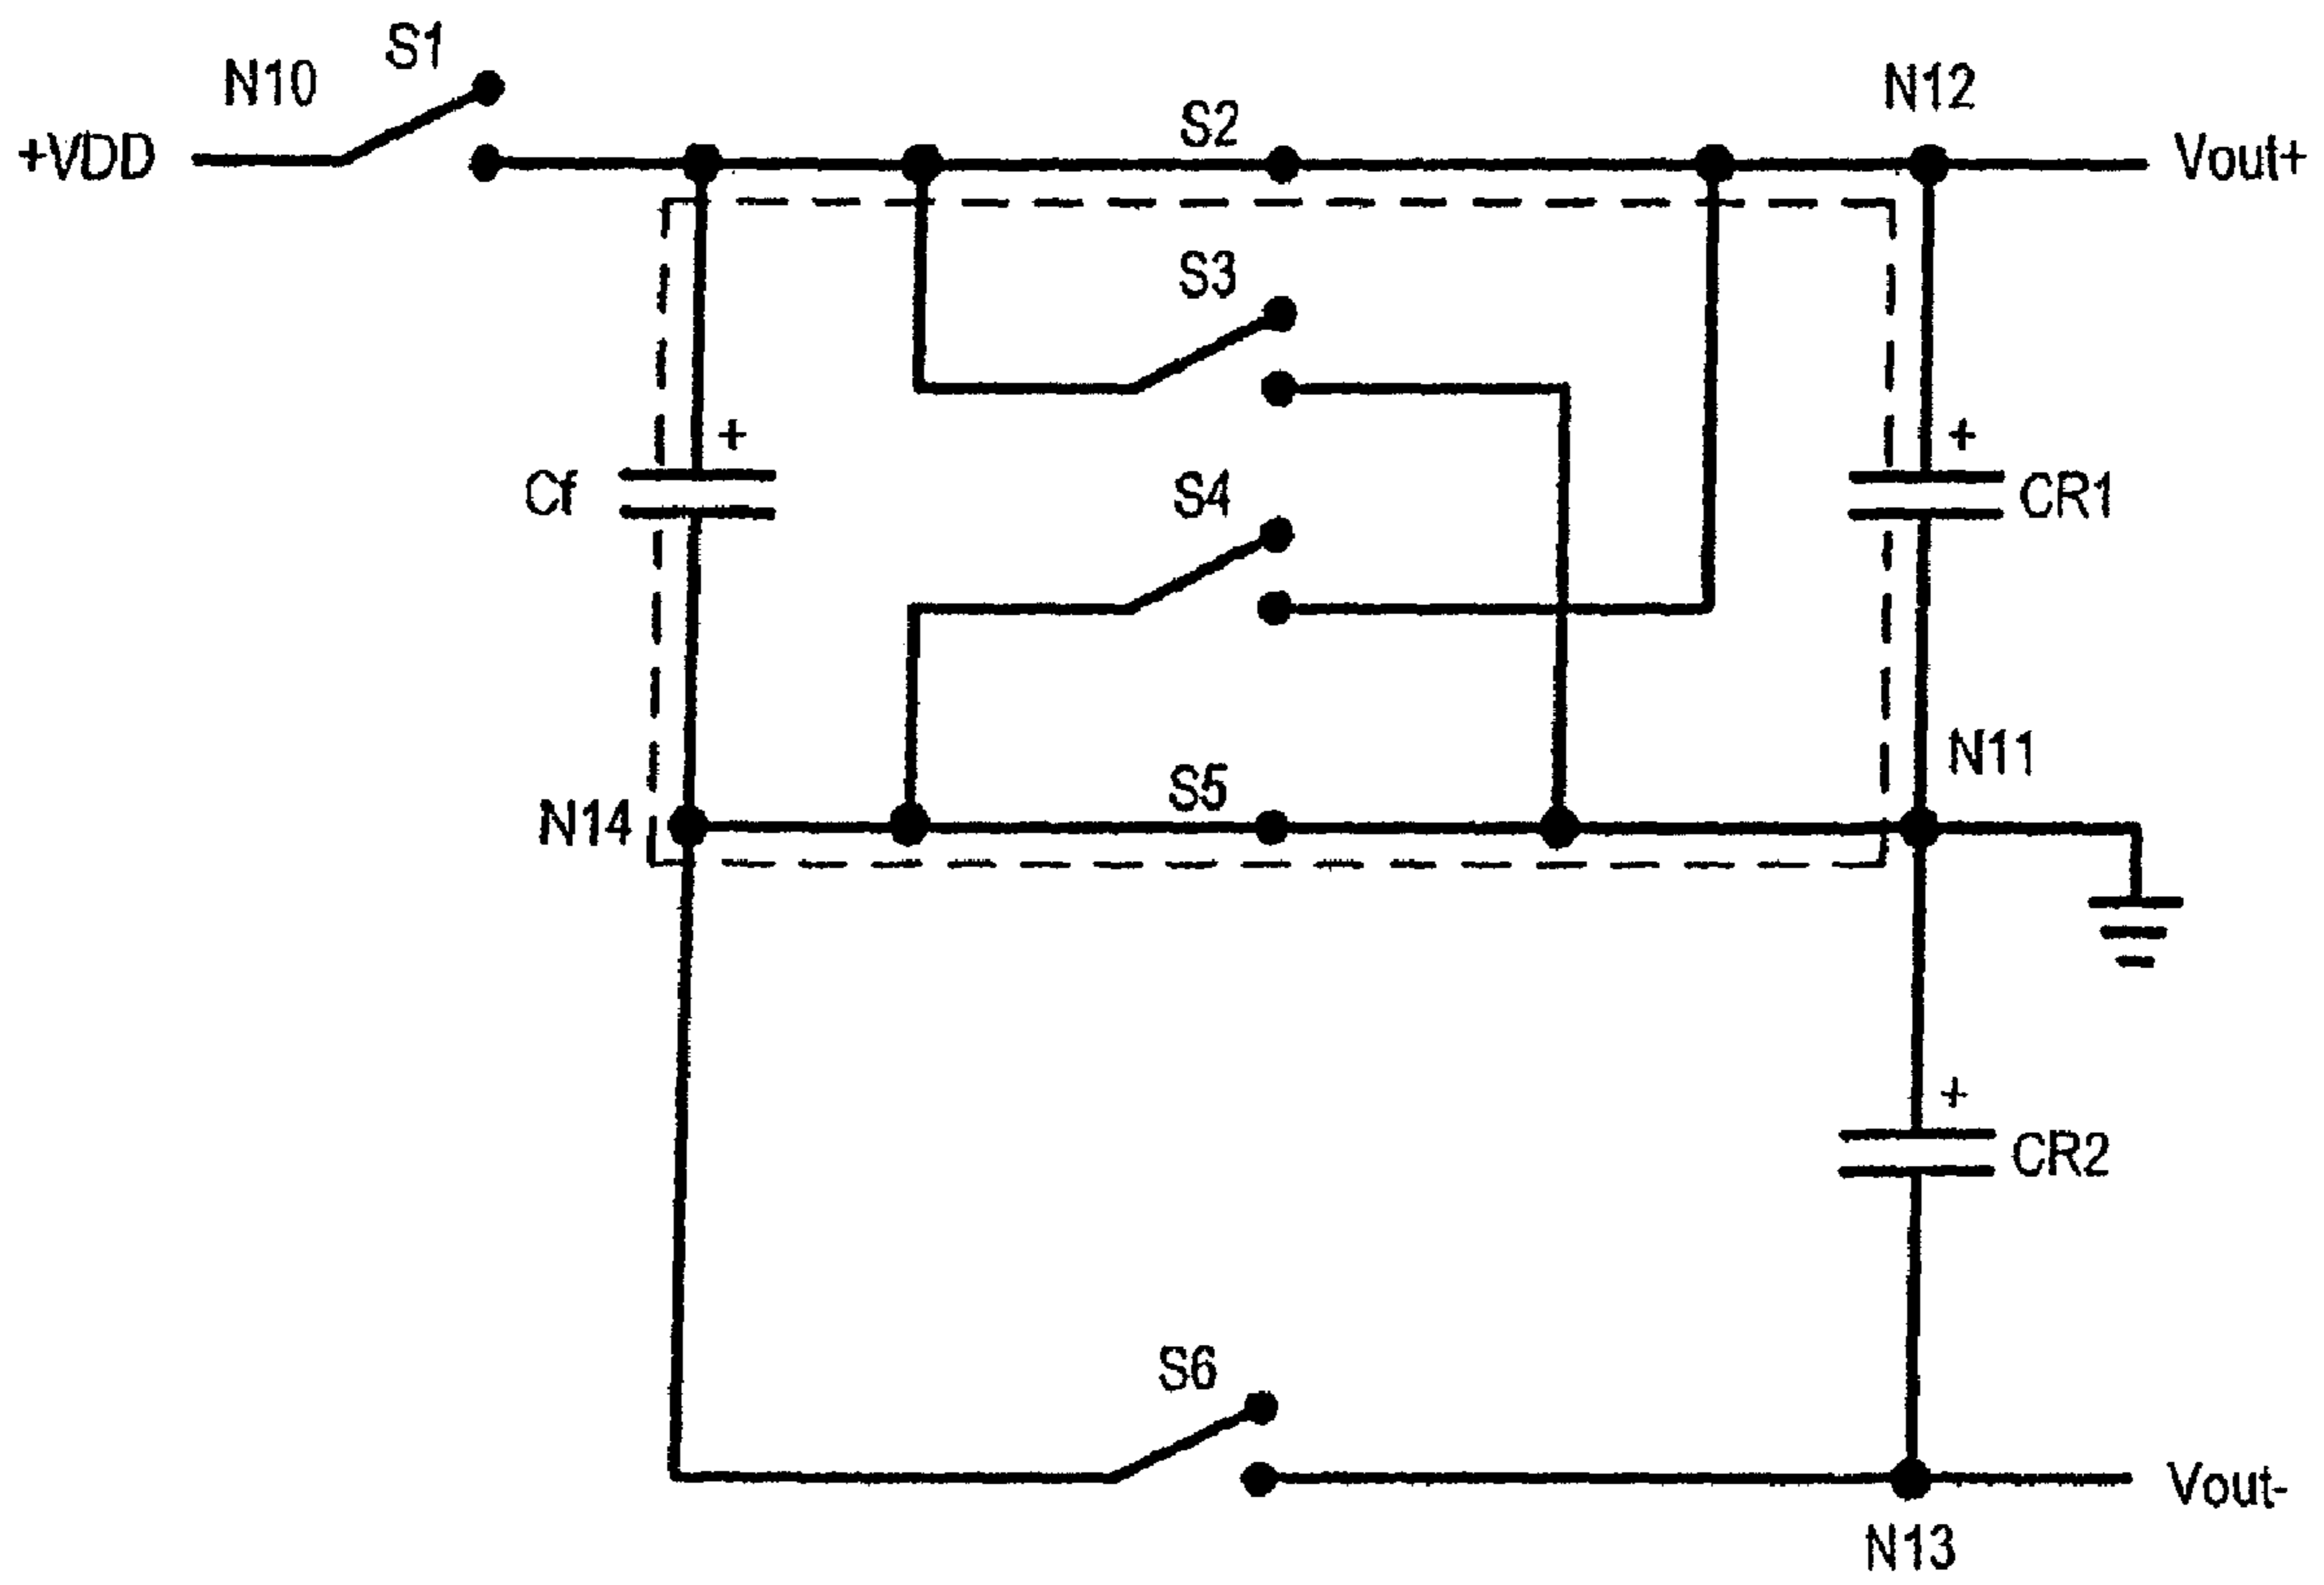 S1
N10
N12
+VDD
S2
Vout+
S3
+
+
Cf
S4
CR1
N11
S5
N14
+
CR2
S6
Vout-
N13